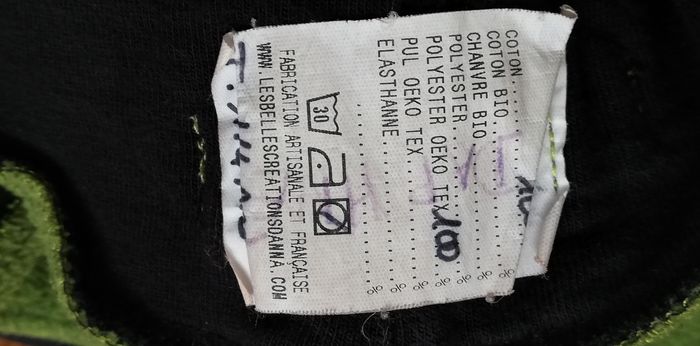 COTON.......%
COTON BIO.......%
CHANVRE BIO.......%
POLYESTER.......%
POLYESTER OEKO TEX 100 %
PUL OEKO TEX.......%
ELASTHANNE.......%
30
FABRICATION ARTISANALE ET FRANÇAISE
WWW.LESBELLESCREATIONSDANNA.COM